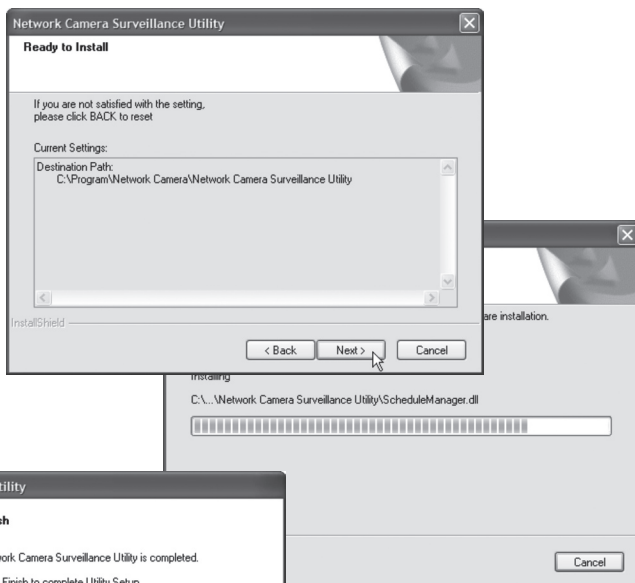 Network Camera Surveillance Utility
Ready to Install
If you are not satisfied with the setting,
please click BACK to reset
Current Settings:
Destination Path:
C:\Program\Network Camera\Network Camera Surveillance Utility
InstallShield
< Back
Next >
Cancel
are installation.
Installing
C:\...\Network Camera Surveillance Utility\ScheduleManager.dll
Cancel
tility
sh
ork Camera Surveillance Utility is completed.
Finish to complete Utility Setup